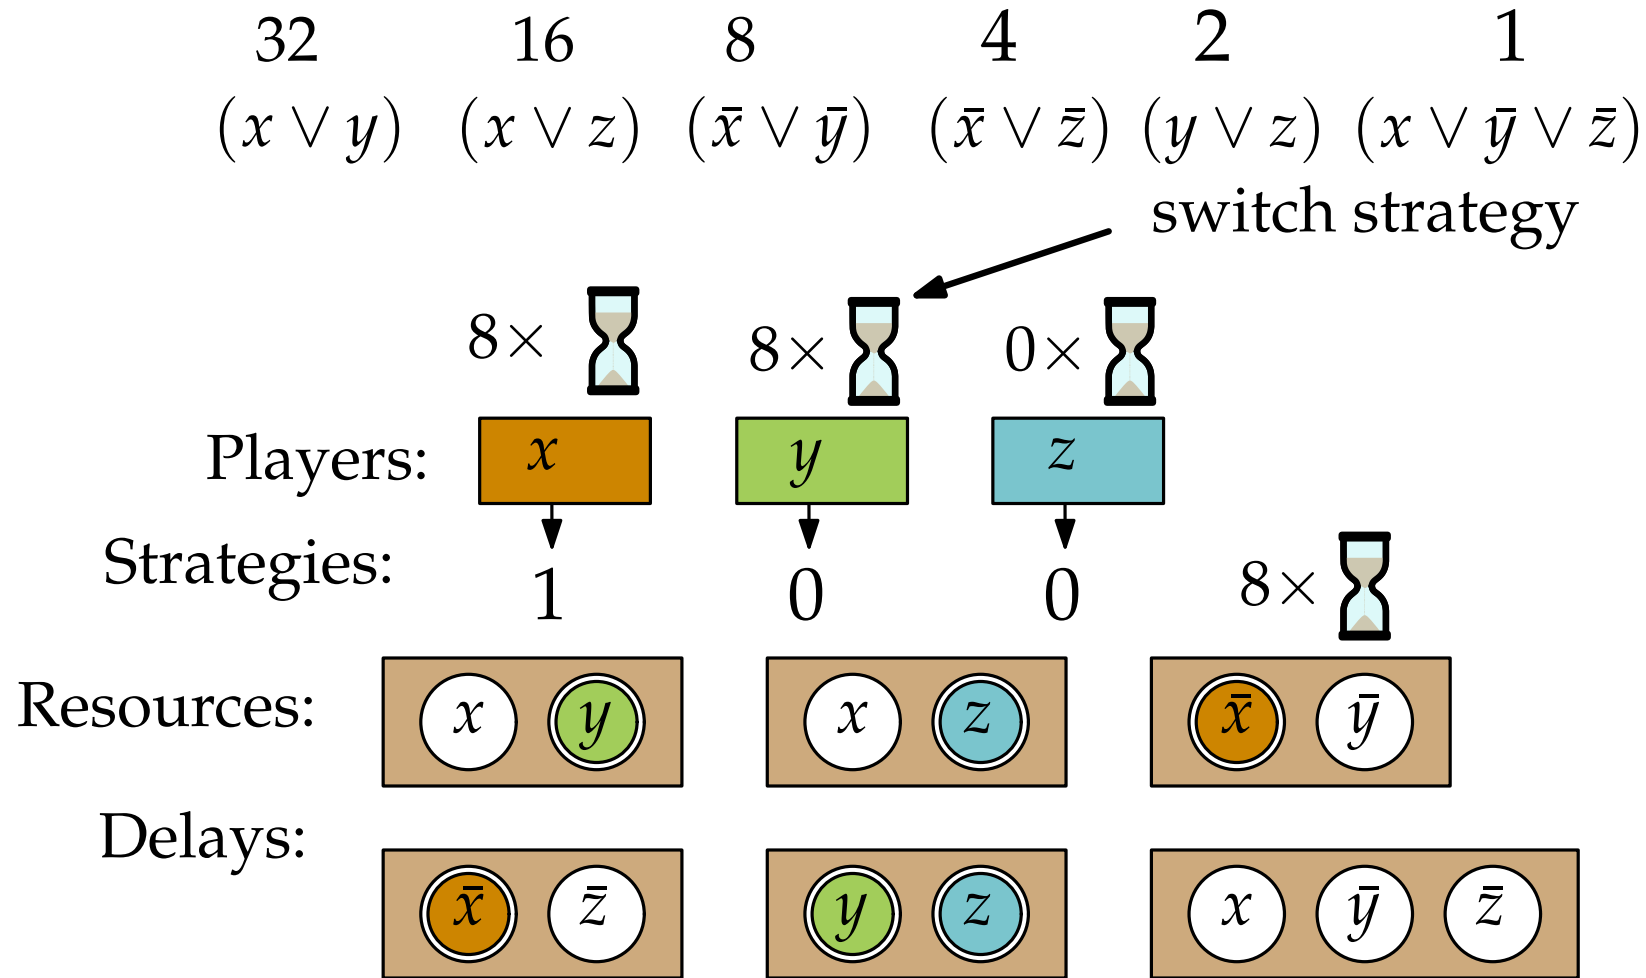 32 16 8 4 2 1
(x ∨ y) (x ∨ z) (x̄ ∨ ȳ) (x̄ ∨ z̄) (y ∨ z) (x ∨ ȳ ∨ z̄)
switch strategy
8× 8× 0×
Players: x y z
Strategies: 1 0 0 8×
Resources: x y x z x̄ ȳ
Delays:
x̄ z̄ y z x ȳ z̄